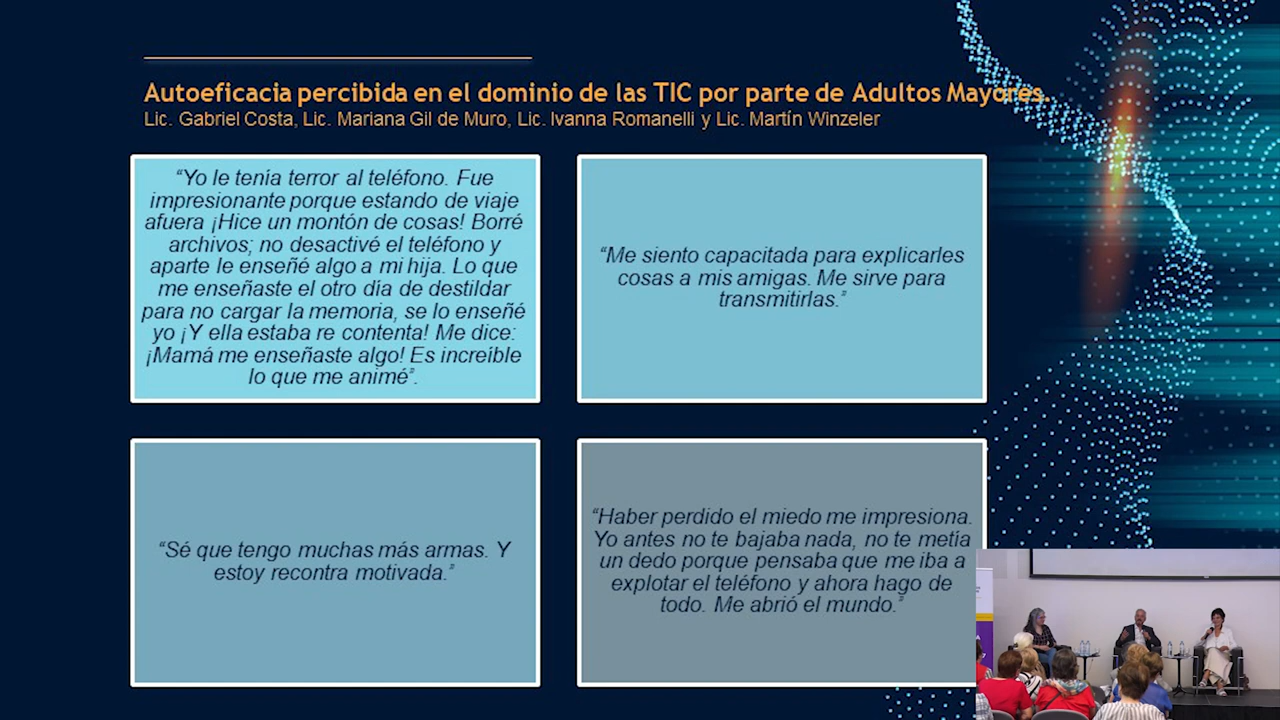 Autoeficacia percibida en el dominio de las TIC por parte de Adultos Mayores.
Lic. Gabriel Costa, Lic. Mariana Gil de Muro, Lic. Ivanna Romanelli y Lic. Martín Winzeler
“Yo le tenía terror al teléfono. Fue
impresionante porque estando de viaje
afuera ¡Hice un montón de cosas! Borré
archivos; no desactivé el teléfono y
aparte le enseñé algo a mi hija. Lo que
me enseñaste el otro día de destildar
para no cargar la memoria, se lo enseñé
yo ¡Y ella estaba re contenta! Me dice:
¡Mamá me enseñaste algo! Es increíble
lo que me animé”.
“Me siento capacitada para explicarles
cosas a mis amigas. Me sirve para
transmitirlas.”
“Sé que tengo muchas más armas. Y
estoy recontra motivada.”
“Haber perdido el miedo me impresiona.
Yo antes no te bajaba nada, no te metía
un dedo porque pensaba que me iba a
explotar el teléfono y ahora hago de
todo. Me abrió el mundo.”